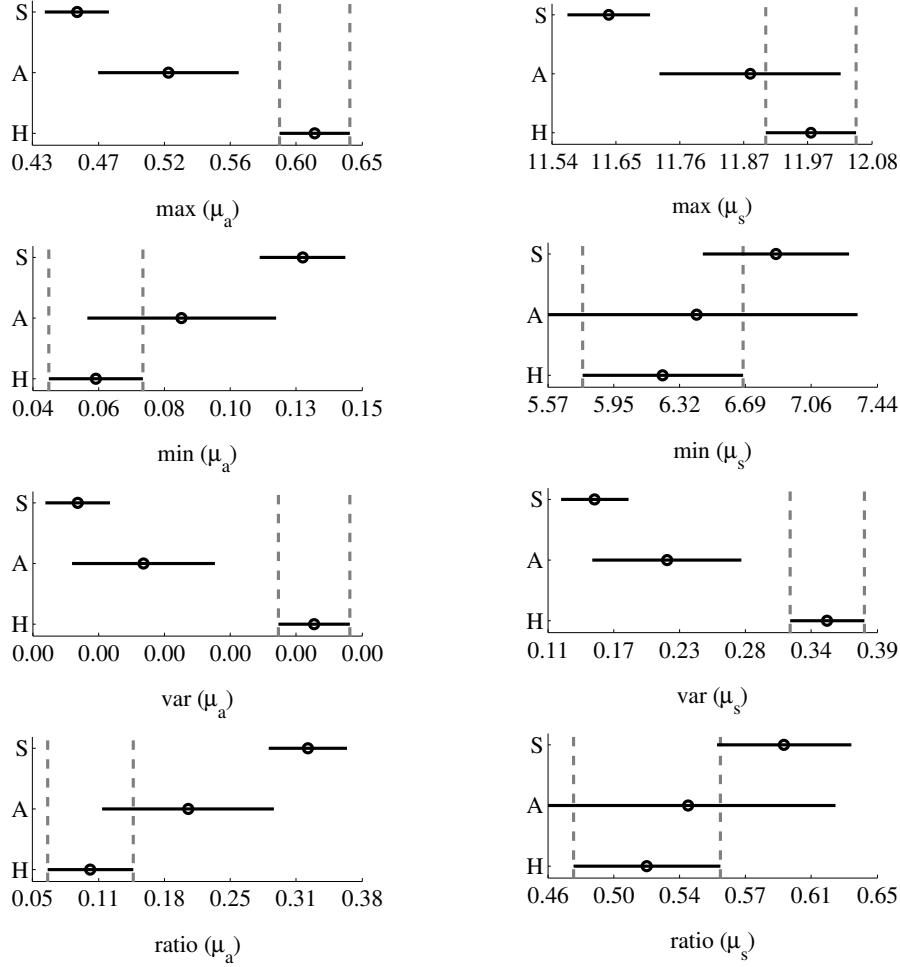 S
A
H
0.43 0.47 0.52 0.56 0.60 0.65
max (μa)
S
A
H
11.54 11.65 11.76 11.87 11.97 12.08
max (μs)
S
A
H
0.04 0.06 0.08 0.10 0.13 0.15
min (μa)
S
A
H
5.57 5.95 6.32 6.69 7.06 7.44
min (μs)
S
A
H
0.00 0.00 0.00 0.00 0.00 0.00
var (μa)
S
A
H
0.11 0.17 0.23 0.28 0.34 0.39
var (μs)
S
A
H
0.05 0.11 0.18 0.25 0.31 0.38
ratio (μa)
S
A
H
0.46 0.50 0.54 0.57 0.61 0.65
ratio (μs)